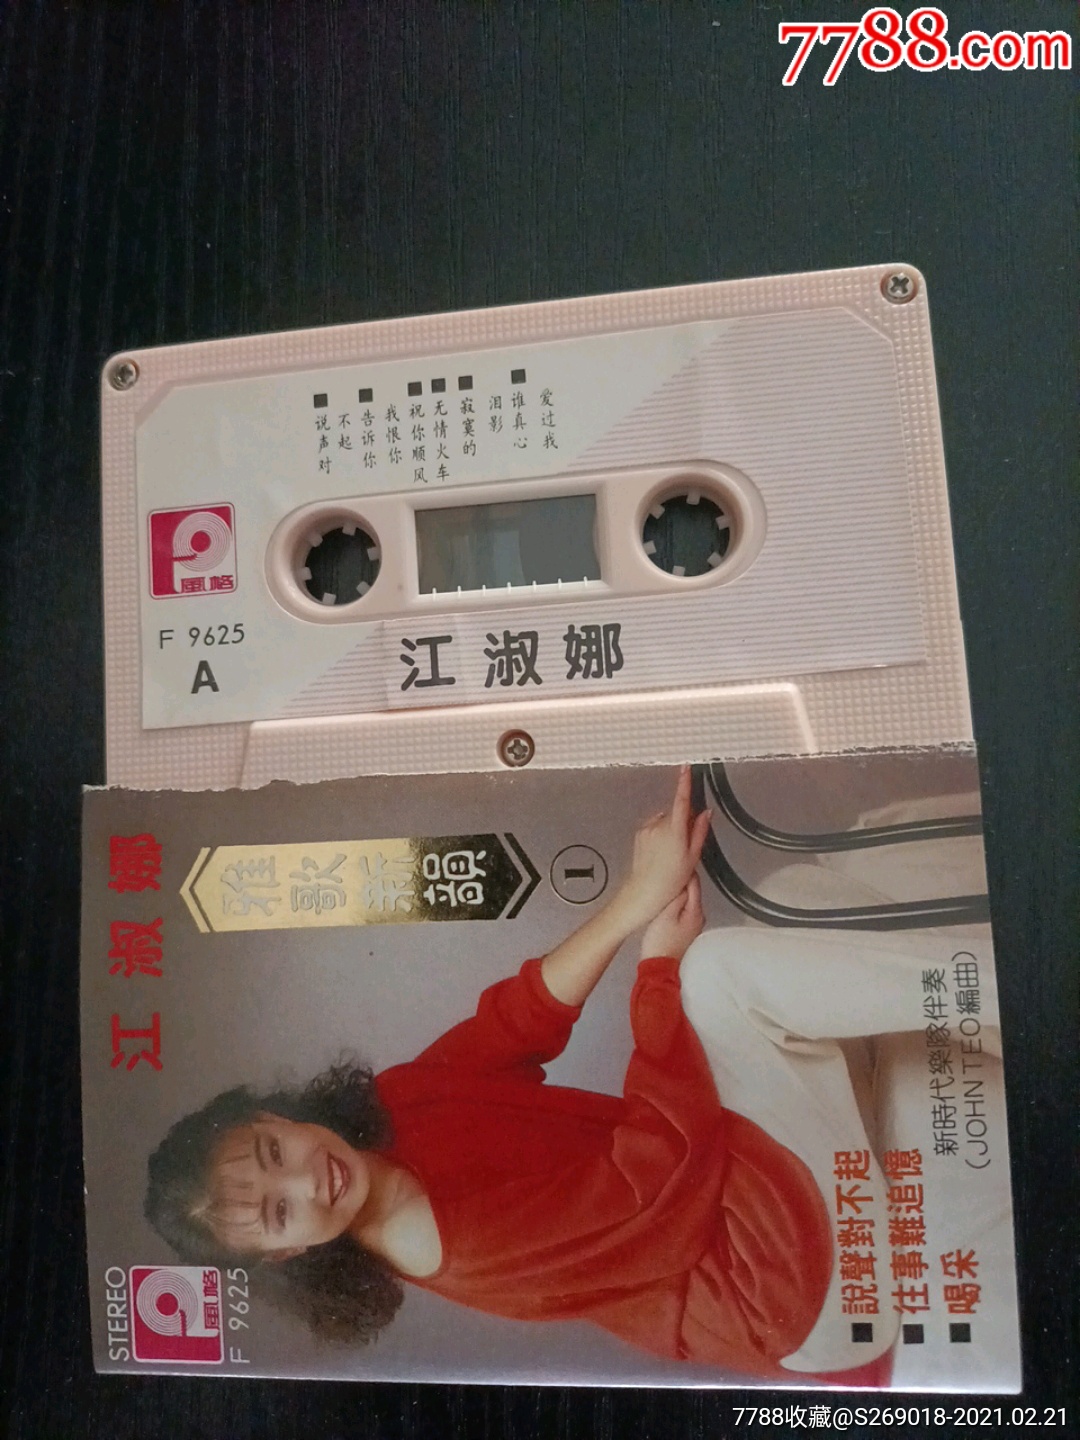 7788.com
爱过我
谁真心
泪影
寂寞的
无情火车
祝你顺风
我恨你
告诉你
不起
说声对
風格
F 9625
A
江淑娜
江淑娜
雅歌新韻
1
新時代樂隊伴奏
(JOHN TEO編曲)
說聲對不起
往事難追憶
喝采
STEREO
風格
F 9625
7788收藏@S269018-2021.02.21